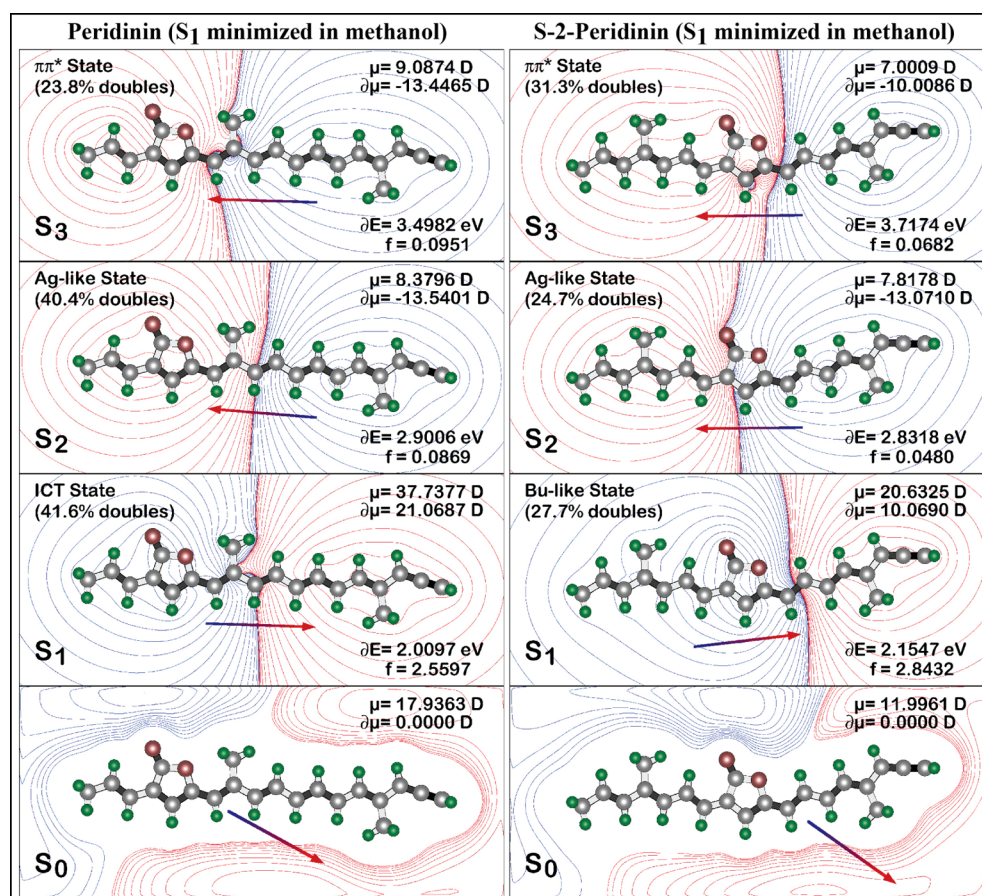 Peridinin (S1 minimized in methanol)
S-2-Peridinin (S1 minimized in methanol)
ππ* State
(23.8% doubles)
μ= 9.0874 D
∂μ= -13.4465 D
S3
∂E= 3.4982 eV
f = 0.0951
ππ* State
(31.3% doubles)
μ= 7.0009 D
∂μ= -10.0086 D
S3
∂E= 3.7174 eV
f = 0.0682
Ag-like State
(40.4% doubles)
μ= 8.3796 D
∂μ= -13.5401 D
S2
∂E= 2.9006 eV
f = 0.0869
Ag-like State
(24.7% doubles)
μ= 7.8178 D
∂μ= -13.0710 D
S2
∂E= 2.8318 eV
f = 0.0480
ICT State
(41.6% doubles)
μ= 37.7377 D
∂μ= 21.0687 D
S1
∂E= 2.0097 eV
f = 2.5597
Bu-like State
(27.7% doubles)
μ= 20.6325 D
∂μ= 10.0690 D
S1
∂E= 2.1547 eV
f = 2.8432
μ= 17.9363 D
∂μ= 0.0000 D
S0
μ= 11.9961 D
∂μ= 0.0000 D
S0